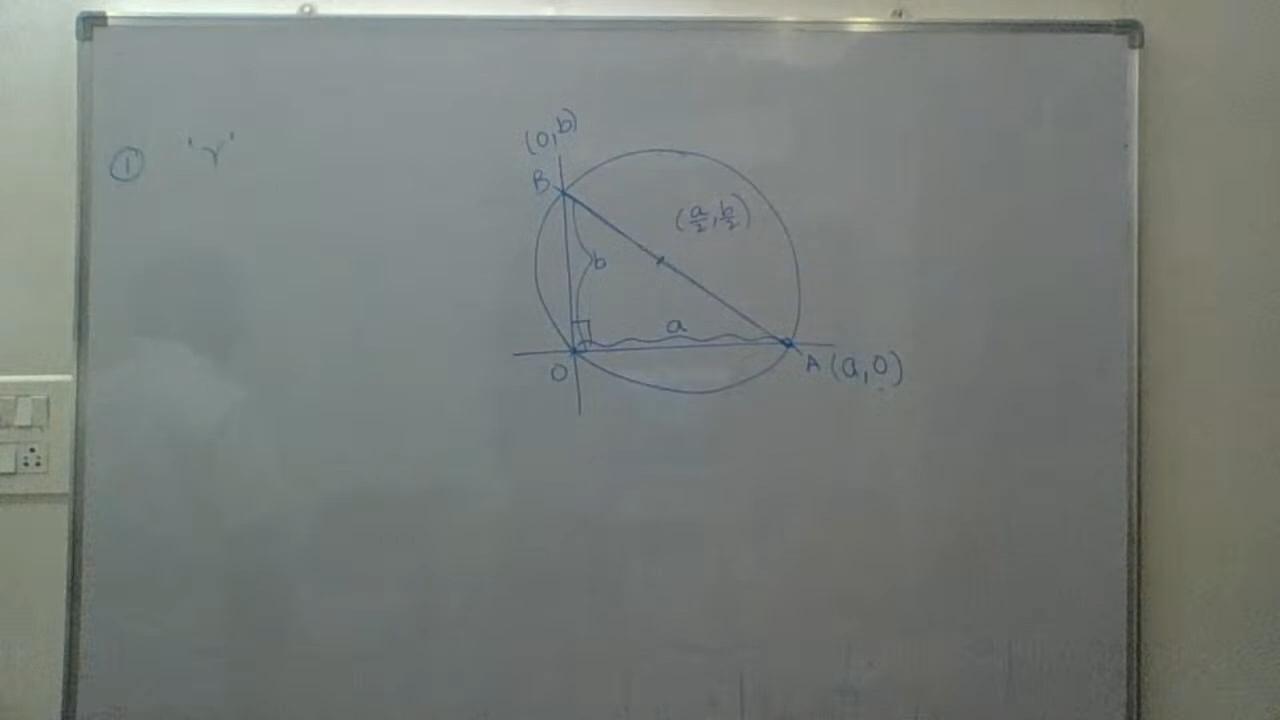 ① 'r'
(0,b)
B
(a/2, b/2)
b
a
O
A (a,0)